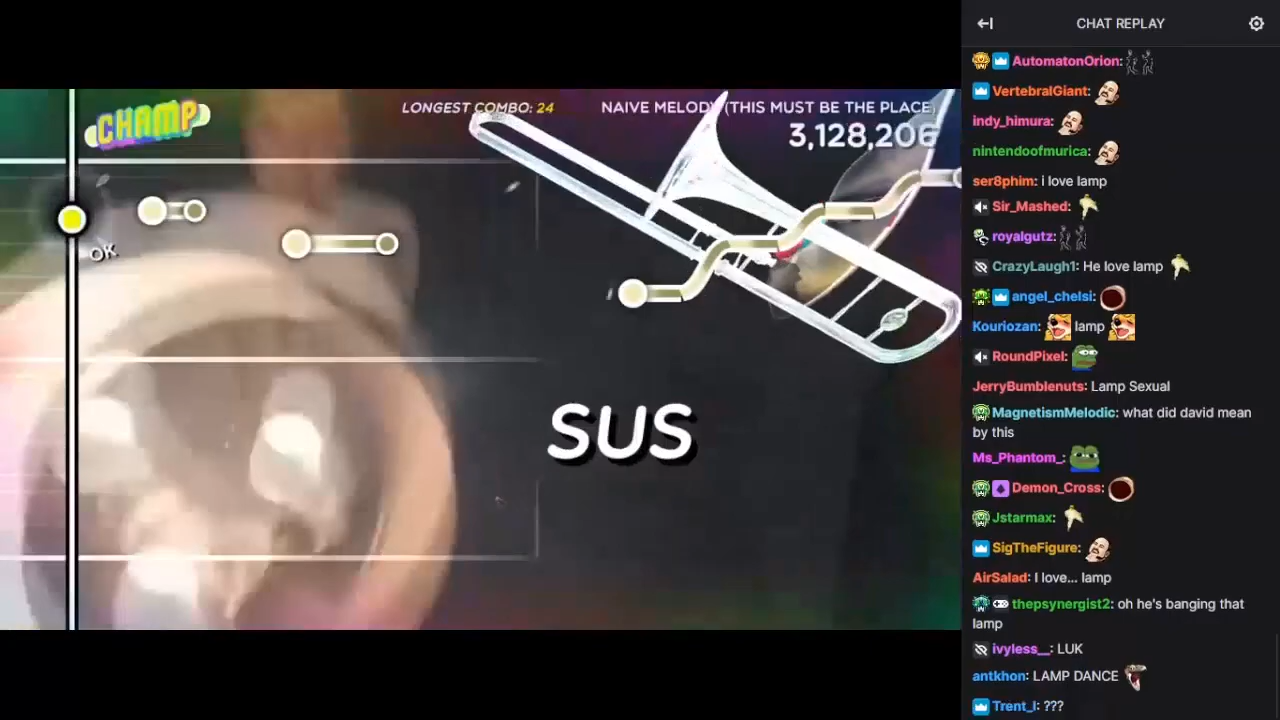 CHAMP
LONGEST COMBO: 24
NAIVE MELODY (THIS MUST BE THE PLACE)
3,128,206
OK
SUS
CHAT REPLAY
AutomatonOrion:
VertebralGiant:
indy_himura:
nintendoofmurica:
ser8phim: i love lamp
Sir_Mashed:
royalgutz:
CrazyLaugh1: He love lamp
angel_chelsi:
Kouriozan: lamp
RoundPixel:
JerryBumblenuts: Lamp Sexual
MagnetismMelodic: what did david mean
by this
Ms_Phantom_:
Demon_Cross:
Jstarmax:
SigTheFigure:
AirSalad: I love... lamp
thepsynergist2: oh he's banging that
lamp
ivyless__: LUK
antkhon: LAMP DANCE
Trent_I: ???